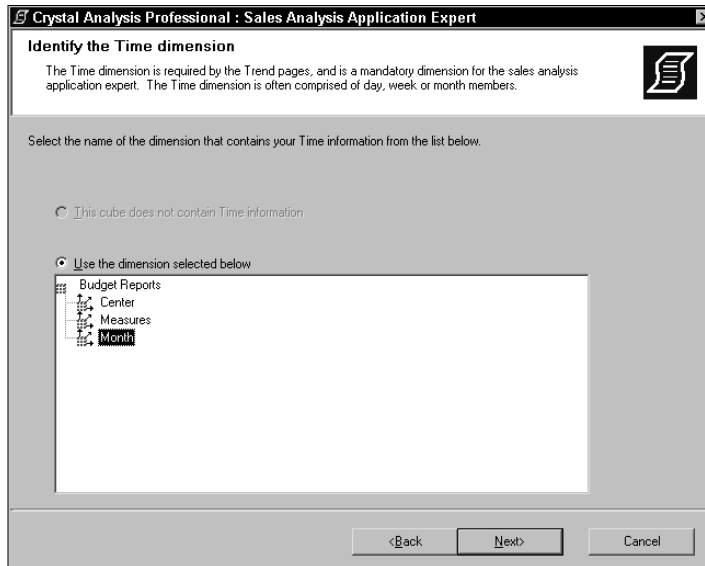 Crystal Analysis Professional : Sales Analysis Application Expert
Identify the Time dimension
The Time dimension is required by the Trend pages, and is a mandatory dimension for the sales analysis
application expert. The Time dimension is often comprised of day, week or month members.
Select the name of the dimension that contains your Time information from the list below.
This cube does not contain Time information
Use the dimension selected below
Budget Reports
Center
Measures
Month
<Back Next> Cancel